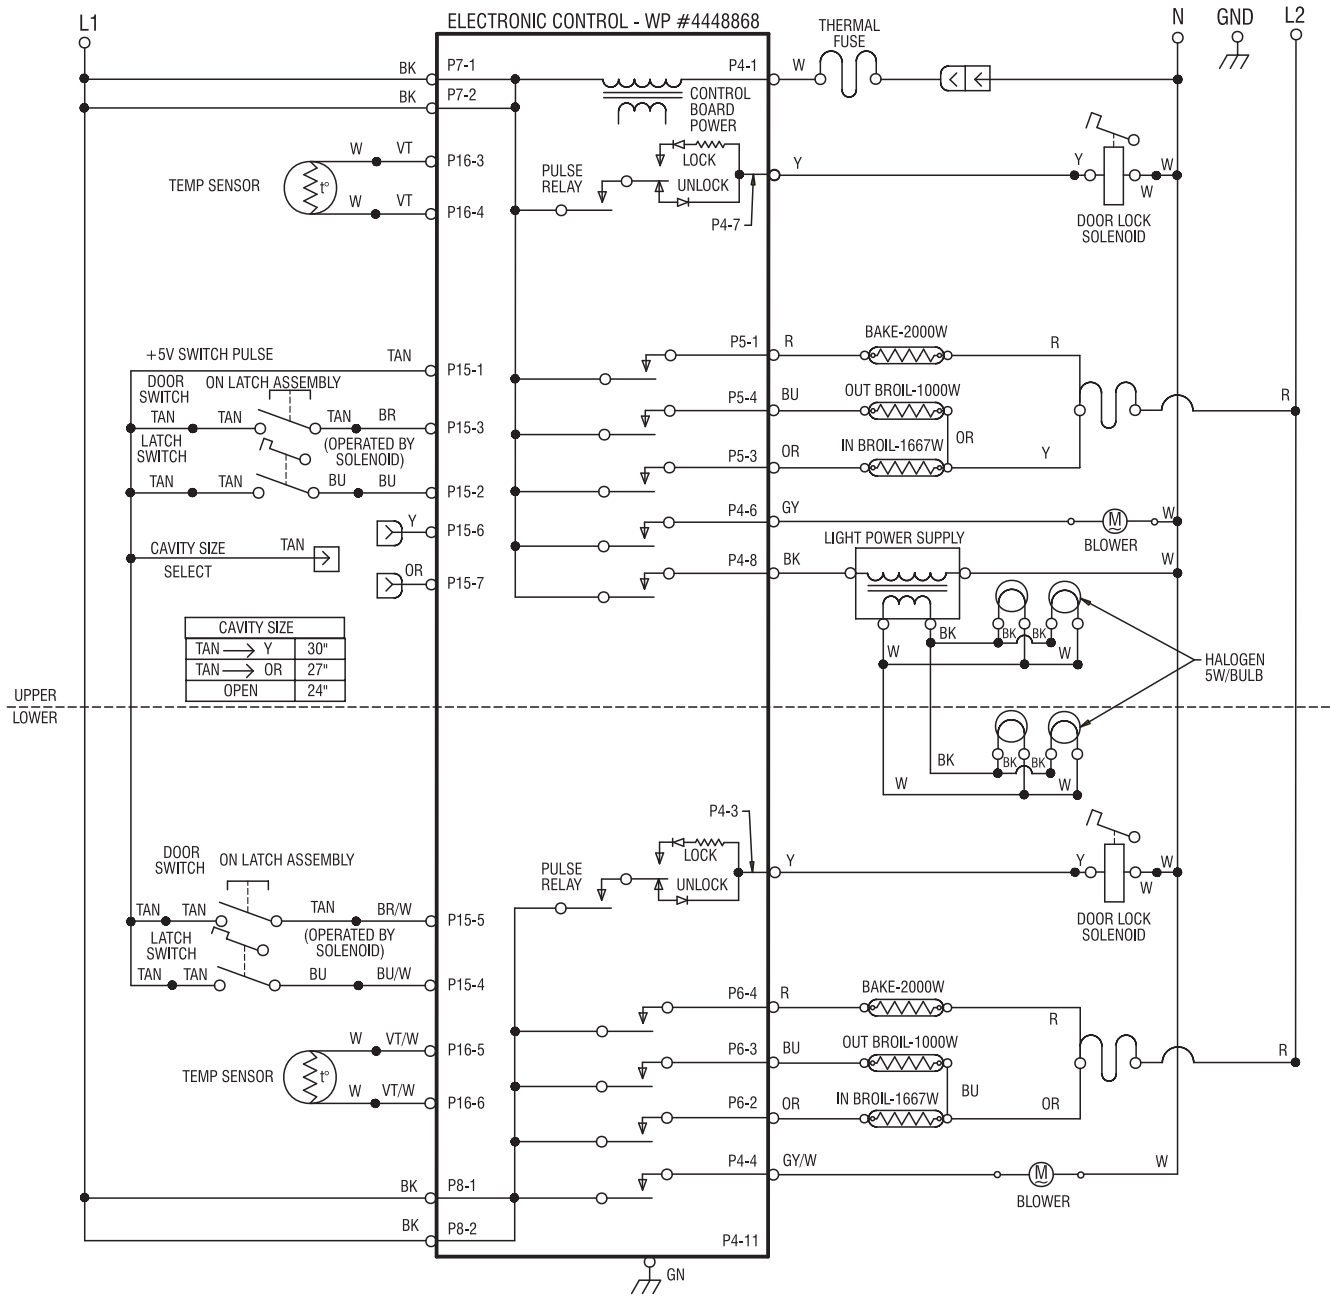 L1
ELECTRONIC CONTROL - WP #4448868
THERMAL
FUSE
N
GND
L2
BK
P7-1
P4-1
W
BK
P7-2
CONTROL
BOARD
POWER
W
VT
P16-3
TEMP SENSOR
t°
W
VT
P16-4
PULSE
RELAY
LOCK
UNLOCK
P4-7
Y
Y
W
W
DOOR LOCK
SOLENOID
+5V SWITCH PULSE
TAN
P15-1
DOOR
SWITCH
ON LATCH ASSEMBLY
TAN
TAN
TAN
BR
P15-3
LATCH
SWITCH
(OPERATED BY
SOLENOID)
TAN
TAN
BU
BU
P15-2
Y
P15-6
CAVITY SIZE
SELECT
TAN
OR
P15-7
P5-1
R
BAKE-2000W
R
P5-4
BU
OUT BROIL-1000W
R
P5-3
OR
IN BROIL-1667W
OR
Y
P4-6
GY
M
W
BLOWER
P4-8
BK
LIGHT POWER SUPPLY
W
BK
BK
BK
W
W
HALOGEN
5W/BULB
CAVITY SIZE
TAN → Y 30"
TAN → OR 27"
OPEN 24"
UPPER
LOWER
BK
BK
BK
W
W
P4-3
DOOR
SWITCH
ON LATCH ASSEMBLY
PULSE
RELAY
LOCK
UNLOCK
Y
Y
W
W
DOOR LOCK
SOLENOID
TAN
TAN
TAN
BR/W
P15-5
LATCH
SWITCH
(OPERATED BY
SOLENOID)
TAN
TAN
BU
BU/W
P15-4
W
VT/W
P16-5
TEMP SENSOR
t°
W
VT/W
P16-6
P6-4
R
BAKE-2000W
R
P6-3
BU
OUT BROIL-1000W
R
P6-2
OR
IN BROIL-1667W
BU
OR
P4-4
GY/W
M
W
BLOWER
BK
P8-1
BK
P8-2
P4-11
GN